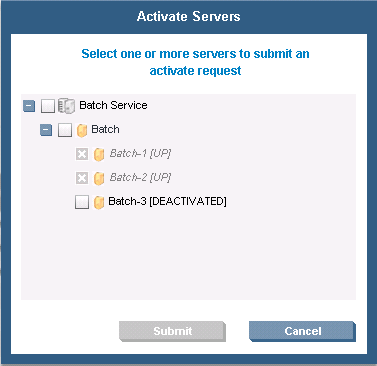 Activate Servers
Select one or more servers to submit an
activate request
Batch Service
Batch
Batch-1 [UP]
Batch-2 [UP]
Batch-3 [DEACTIVATED]
Submit
Cancel